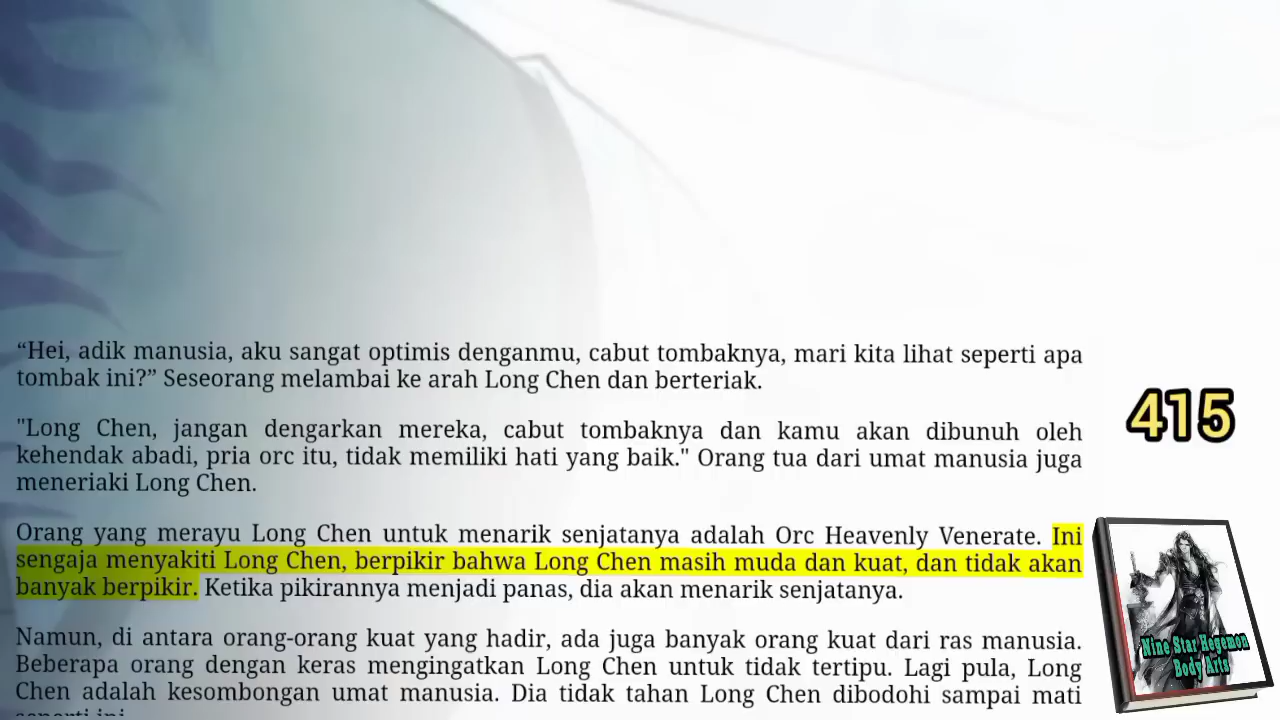 “Hei, adik manusia, aku sangat optimis denganmu, cabut tombaknya, mari kita lihat seperti apa
tombak ini?” Seseorang melambai ke arah Long Chen dan berteriak.
"Long Chen, jangan dengarkan mereka, cabut tombaknya dan kamu akan dibunuh oleh
kehendak abadi, pria orc itu, tidak memiliki hati yang baik." Orang tua dari umat manusia juga
meneriaki Long Chen.
415
Orang yang merayu Long Chen untuk menarik senjatanya adalah Orc Heavenly Venerate. Ini
sengaja menyakiti Long Chen, berpikir bahwa Long Chen masih muda dan kuat, dan tidak akan
banyak berpikir. Ketika pikirannya menjadi panas, dia akan menarik senjatanya.
Namun, di antara orang-orang kuat yang hadir, ada juga banyak orang kuat dari ras manusia.
Beberapa orang dengan keras mengingatkan Long Chen untuk tidak tertipu. Lagi pula, Long
Chen adalah kesombongan umat manusia. Dia tidak tahan Long Chen dibodohi sampai mati
Nine Star Hegemon
Body Arts